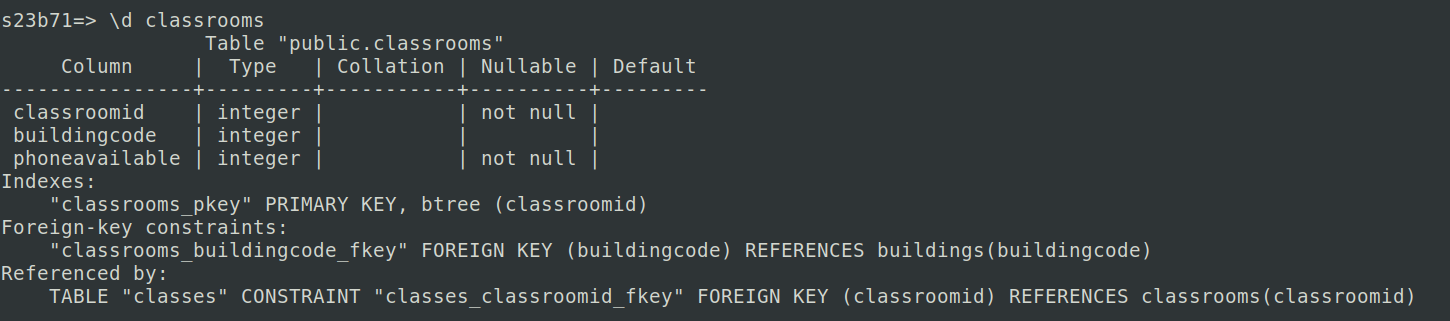 s23b71=> \d classrooms
                 Table "public.classrooms"
     Column     |  Type   | Collation | Nullable | Default
----------------+---------+-----------+----------+---------
 classroomid    | integer |           | not null |
 buildingcode   | integer |           |          |
 phoneavailable | integer |           | not null |
Indexes:
    "classrooms_pkey" PRIMARY KEY, btree (classroomid)
Foreign-key constraints:
    "classrooms_buildingcode_fkey" FOREIGN KEY (buildingcode) REFERENCES buildings(buildingcode)
Referenced by:
    TABLE "classes" CONSTRAINT "classes_classroomid_fkey" FOREIGN KEY (classroomid) REFERENCES classrooms(classroomid)